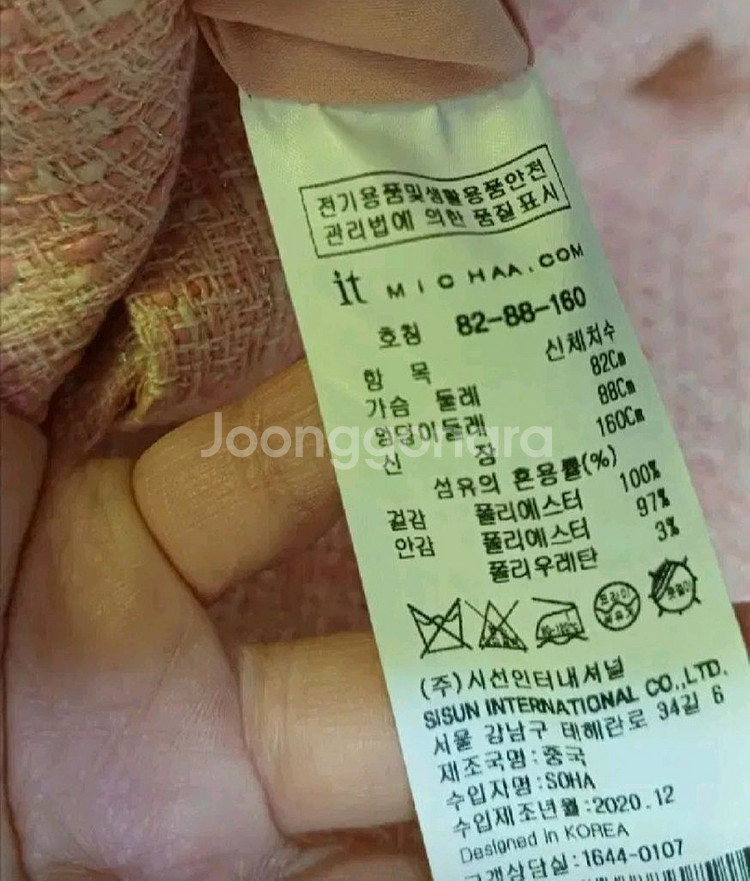 전기용품및생활용품안전
관리법에 의한 품질표시
it MICHAA.COM
호칭 82-88-160
항 목 신체치수
가슴 둘레 82Cm
엉덩이둘레 88Cm
신 장 160Cm
섬유의 혼용률(%)
겉감 폴리에스터 100%
안감 폴리에스터 97%
폴리우레탄 3%
드라이
(주)시선인터내셔널
SISUN INTERNATIONAL CO.,LTD.
서울 강남구 테헤란로 34길 6
제조국명:중국
수입자명:SOHA
수입제조년월:2020.12
Designed in KOREA
고객상담실:1644-0107
Joonggonara